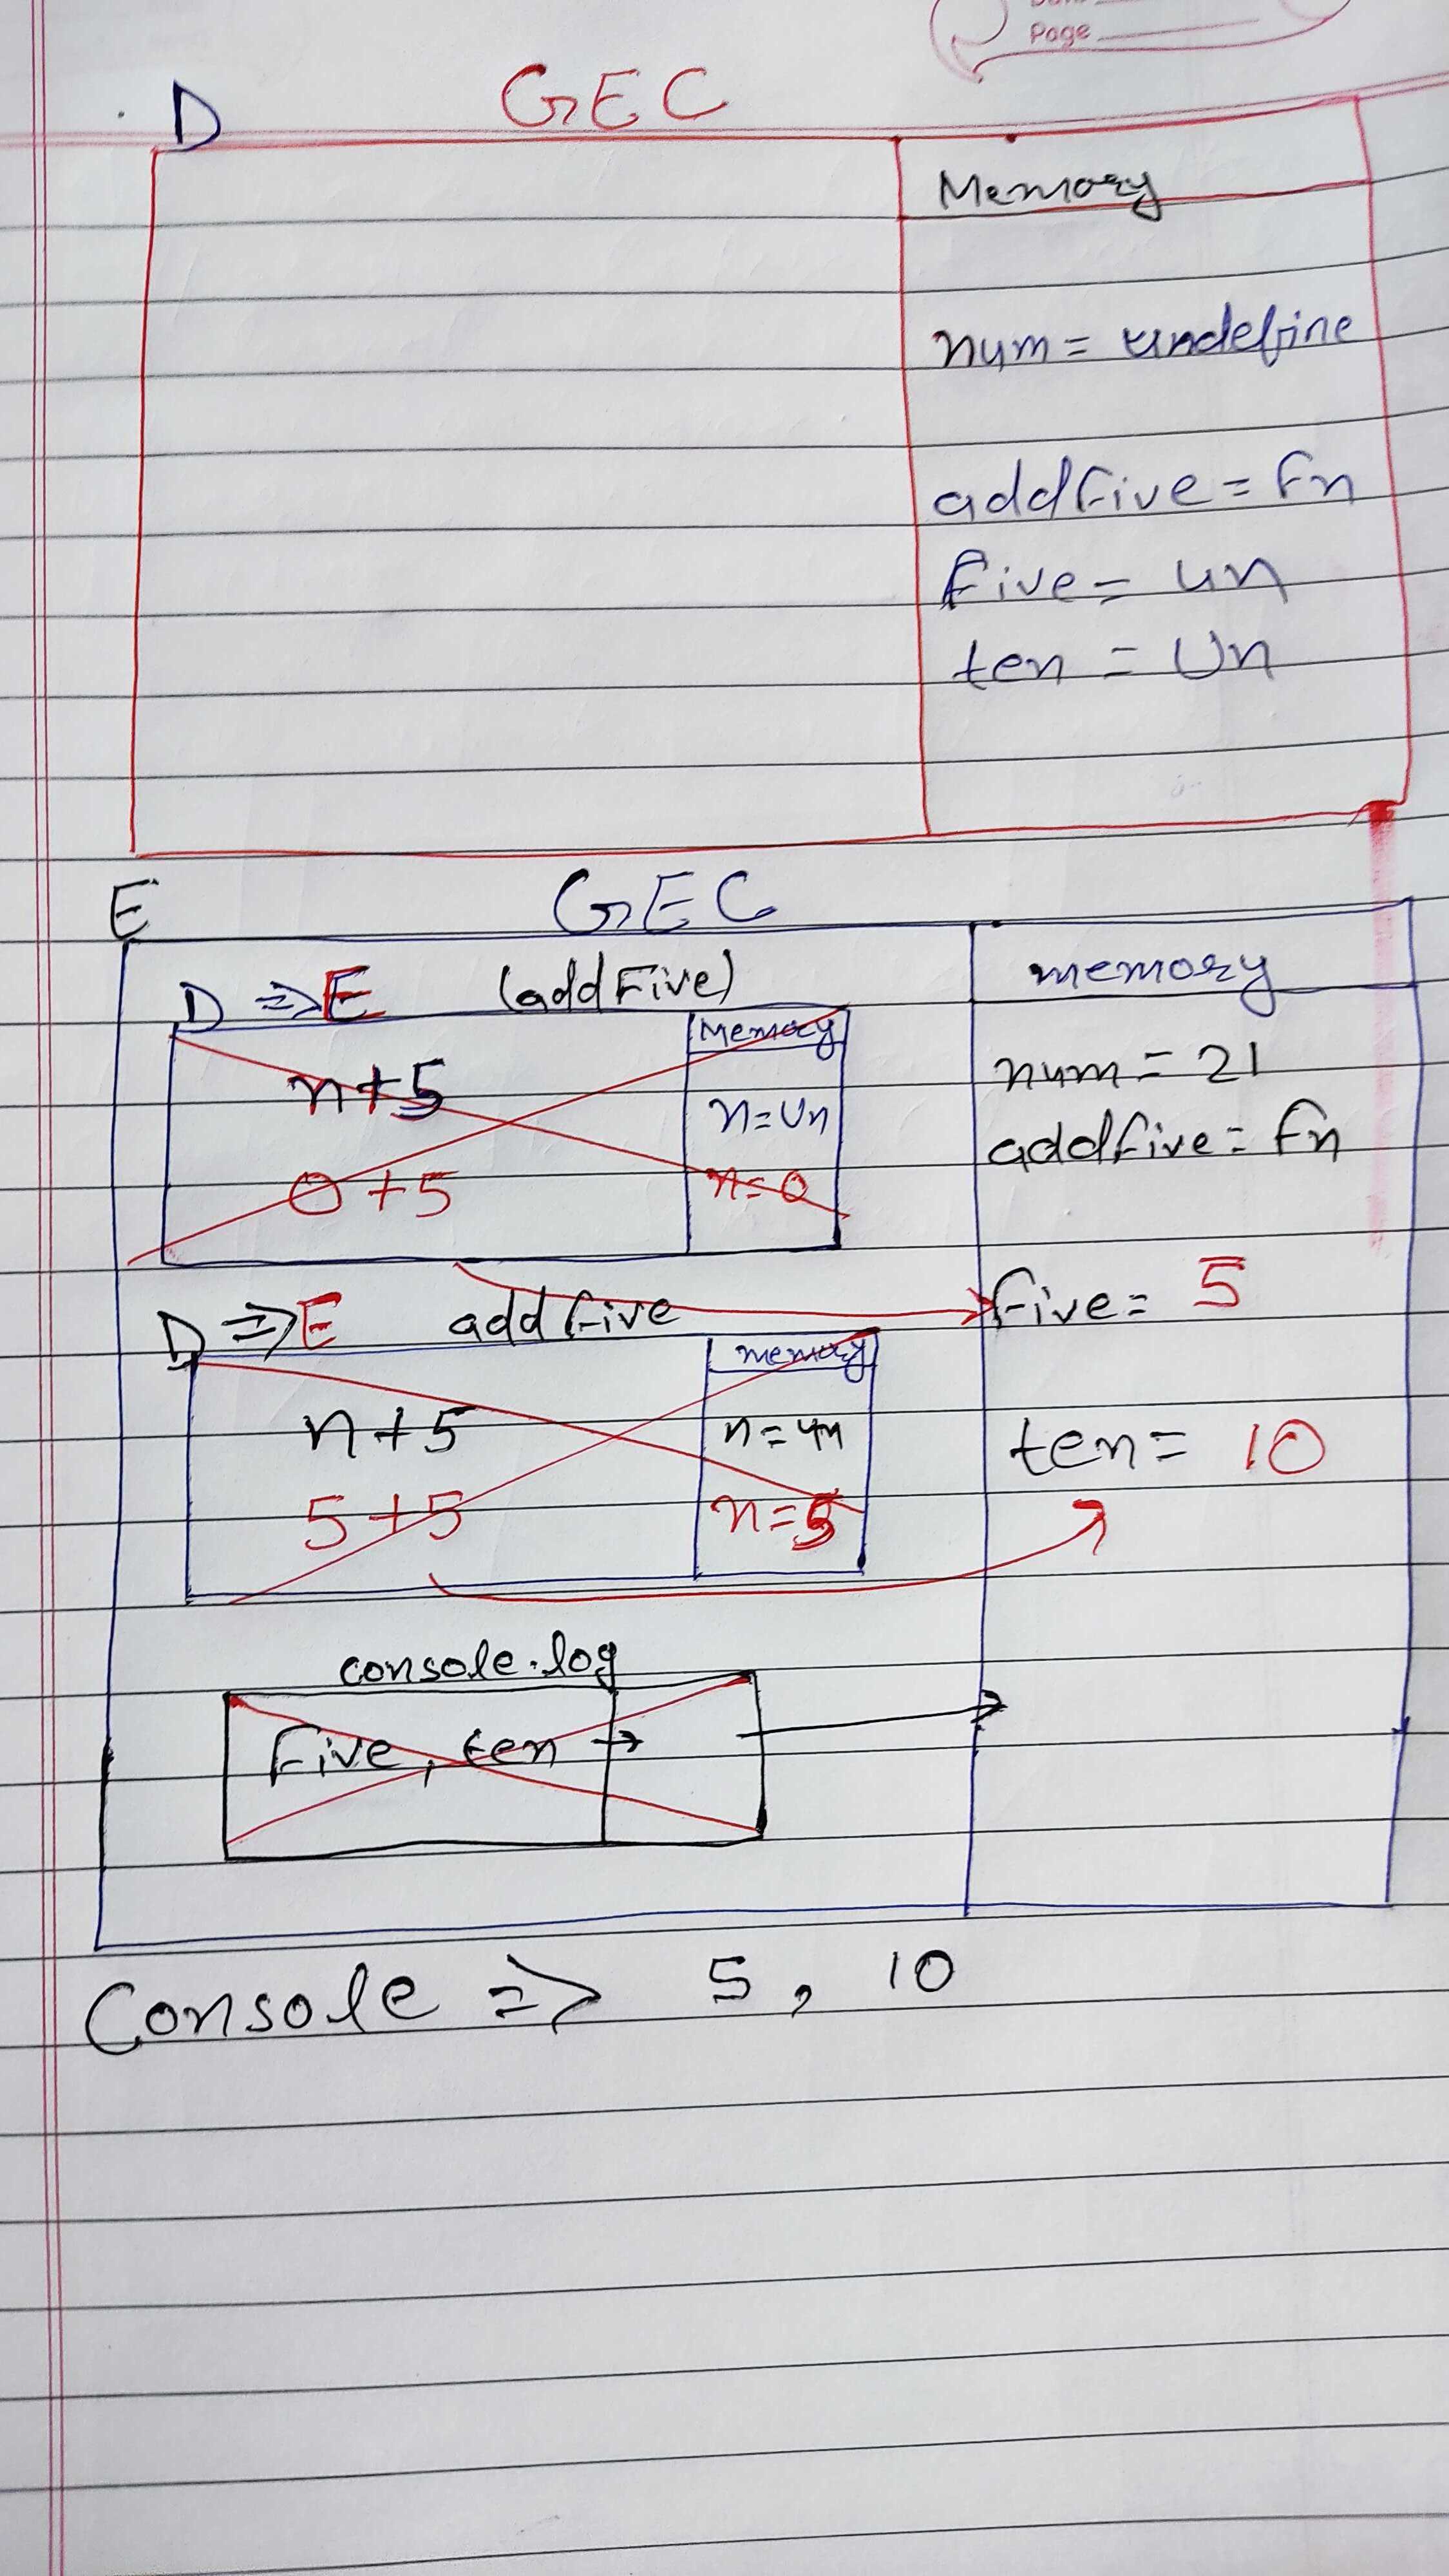 Page
D GEC
Memory
num = undefine
addfive = Fn
Five = un
ten = Un
E GEC
D => E (addFive)
memory
Memory
n+5
n=Un
num = 21
0+5
n=0
addfive = Fn
D => E addfive
five = 5
memory
n+5
n=un
ten = 10
5+5
n=5
console.log
Five, ten →
Console => 5, 10